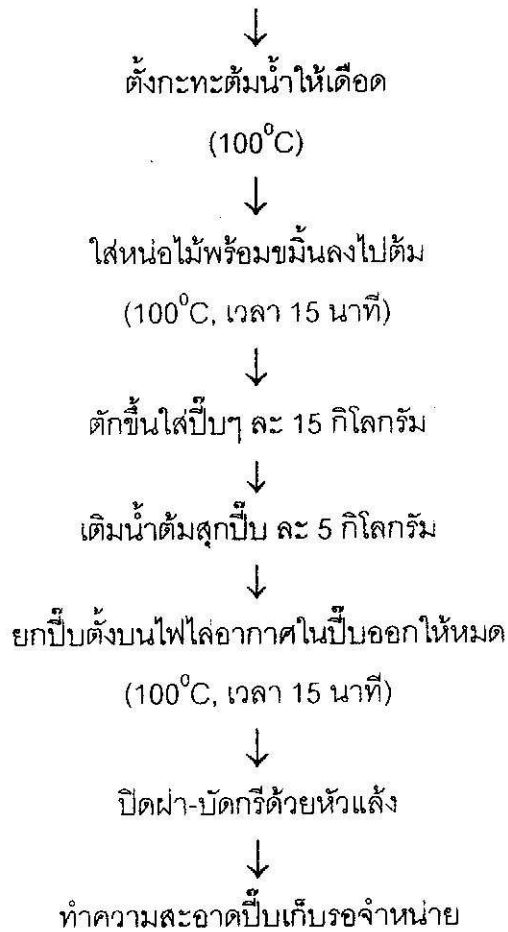 ↓
ตั้งกะทะต้มน้ำให้เดือด
(100⁰C)
↓
ใส่หน่อไม้พร้อมขมิ้นลงไปต้ม
(100⁰C, เวลา 15 นาที)
↓
ตักขึ้นใส่ปี๊บๆ ละ 15 กิโลกรัม
↓
เติมน้ำต้มสุกปี๊บ ละ 5 กิโลกรัม
↓
ยกปี๊บตั้งบนไฟไล่อากาศในปี๊บออกให้หมด
(100⁰C, เวลา 15 นาที)
↓
ปิดฝา-บัดกรีด้วยหัวแล้ง
↓
ทำความสะอาดปี๊บเก็บรอจำหน่าย